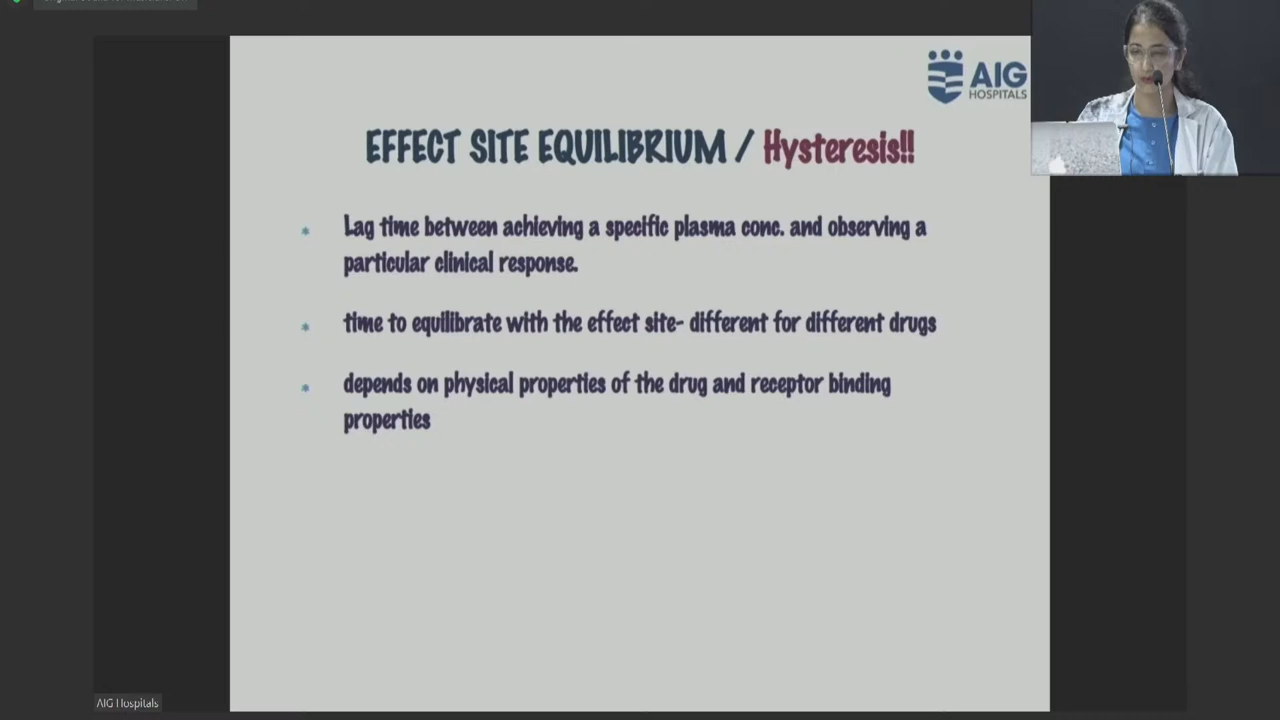 AIG
HOSPITALS
EFFECT SITE EQUILIBRIUM / Hysteresis!!
Lag time between achieving a specific plasma conc. and observing a
particular clinical response.
time to equilibrate with the effect site- different for different drugs
depends on physical properties of the drug and receptor binding
properties
AIG Hospitals